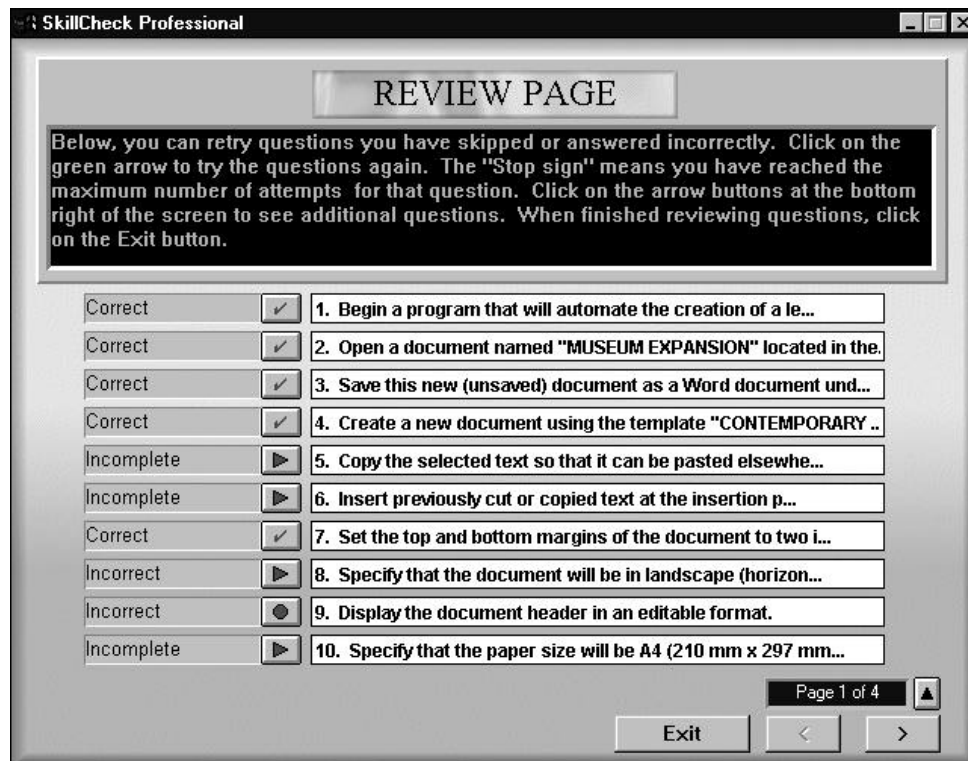 SkillCheck Professional
REVIEW PAGE
Below, you can retry questions you have skipped or answered incorrectly. Click on the
green arrow to try the questions again. The "Stop sign" means you have reached the
maximum number of attempts for that question. Click on the arrow buttons at the bottom
right of the screen to see additional questions. When finished reviewing questions, click
on the Exit button.
Correct 1. Begin a program that will automate the creation of a le...
Correct 2. Open a document named "MUSEUM EXPANSION" located in the.
Correct 3. Save this new (unsaved) document as a Word document und...
Correct 4. Create a new document using the template "CONTEMPORARY ..
Incomplete 5. Copy the selected text so that it can be pasted elsewhe...
Incomplete 6. Insert previously cut or copied text at the insertion p...
Correct 7. Set the top and bottom margins of the document to two i...
Incorrect 8. Specify that the document will be in landscape (horizon...
Incorrect 9. Display the document header in an editable format.
Incomplete 10. Specify that the paper size will be A4 (210 mm x 297 mm...
Page 1 of 4
Exit < >